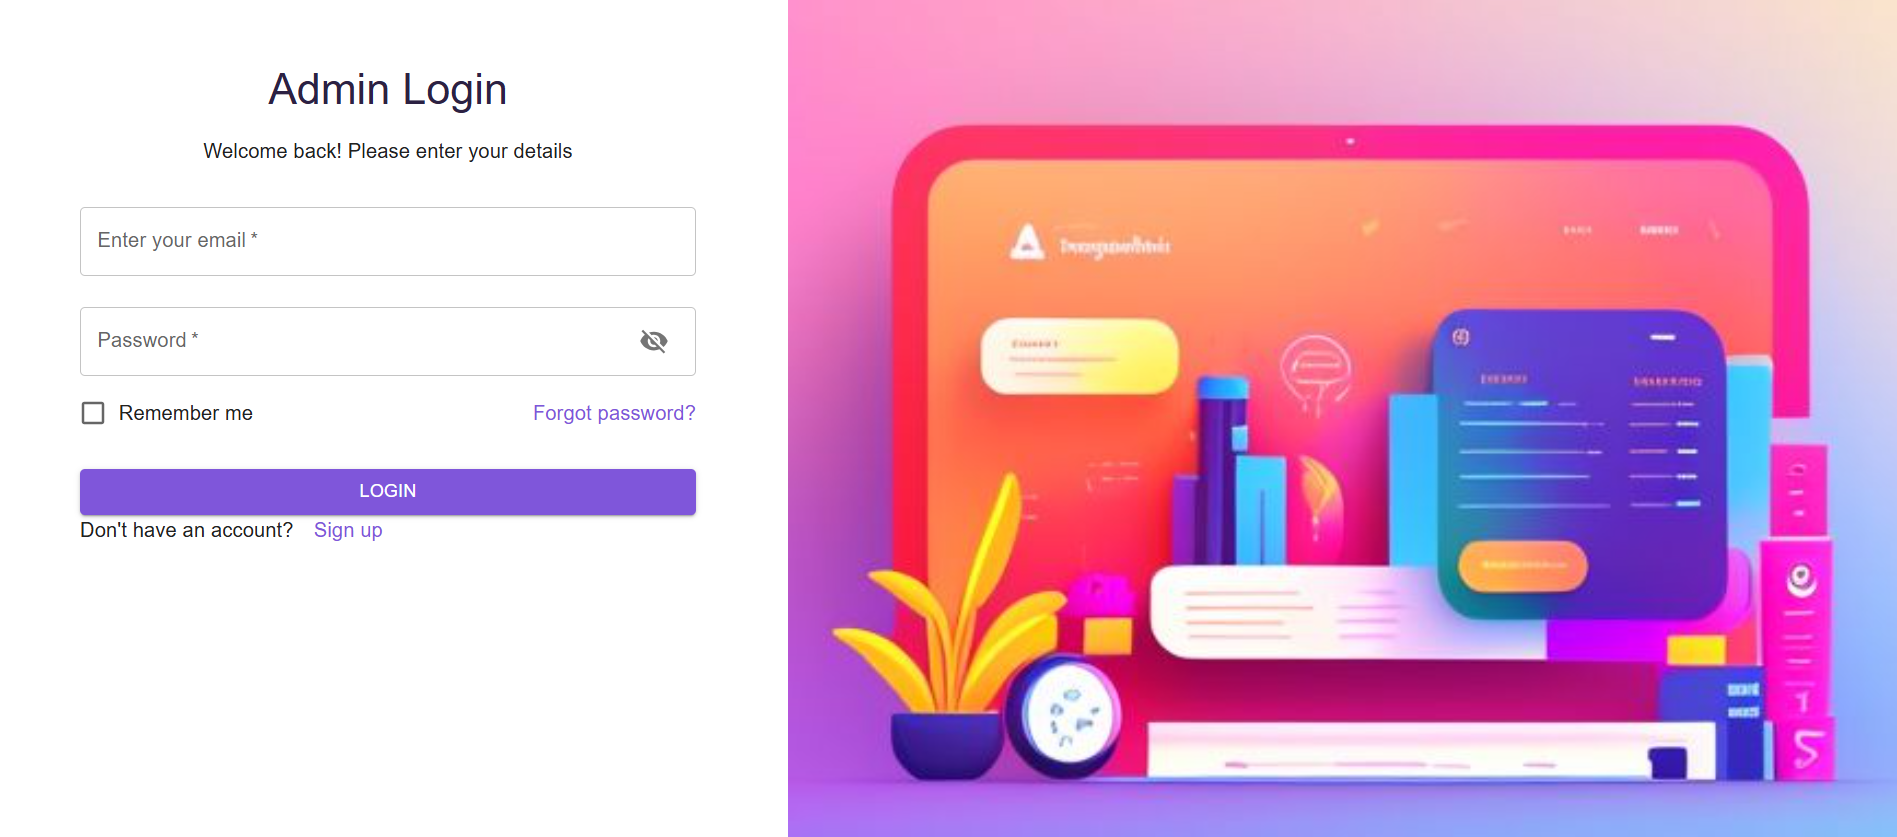 Admin Login
Welcome back! Please enter your details
Enter your email *
Password *
Remember me
Forgot password?
LOGIN
Don't have an account? Sign up